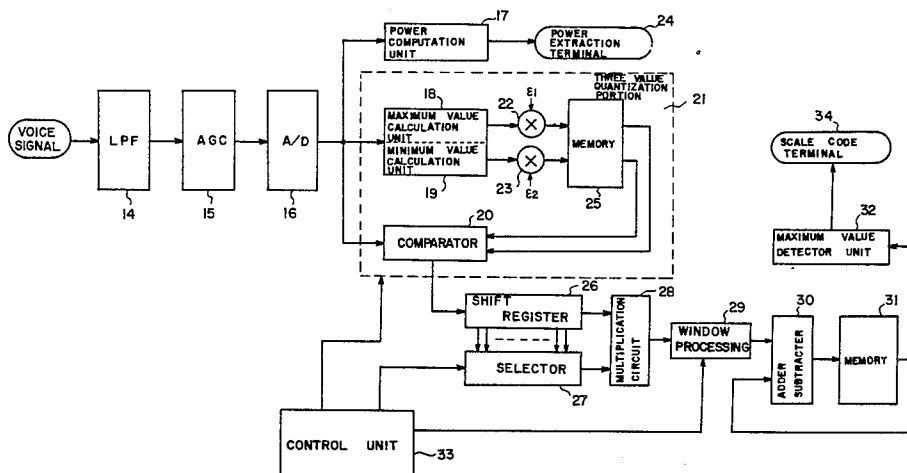 17
POWER
COMPUTATION
UNIT
24
POWER
EXTRACTION
TERMINAL
THREE VALUE
QUANTIZATION
PORTION
21
18
MAXIMUM VALUE
CALCULATION
UNIT
22
ε1
MINIMUM VALUE
CALCULATION
UNIT
19
23
ε2
MEMORY
25
VOICE
SIGNAL
LPF
14
AGC
15
A/D
16
20
COMPARATOR
34
SCALE CODE
TERMINAL
32
MAXIMUM VALUE
DETECTOR UNIT
26
SHIFT
REGISTER
28
MULTIPLICATION
CIRCUIT
29
WINDOW
PROCESSING
30
ADDER
SUBTRACTER
31
MEMORY
SELECTOR
27
CONTROL UNIT
33